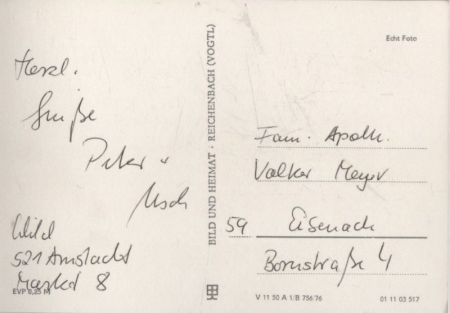 Herzl.
Grüße
Peter u
Usch
Wild
521 Arnstadt
Markt 8
EVP 0,25 M
BILD UND HEIMAT · REICHENBACH (VOGTL)
Echt Foto
Fam. Apoth.
Volker Meyer
59 Eisenach
Bornstraße 4
V 11 50 A 1/B 756/76
01 11 03 517